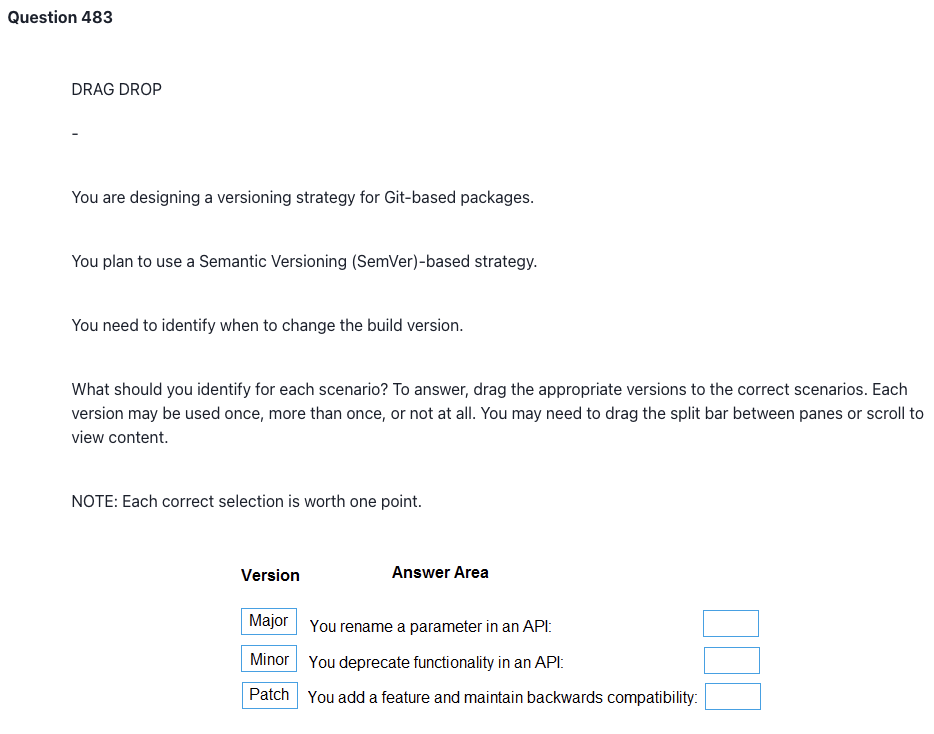 Question 483
DRAG DROP
-
You are designing a versioning strategy for Git-based packages.
You plan to use a Semantic Versioning (SemVer)-based strategy.
You need to identify when to change the build version.
What should you identify for each scenario? To answer, drag the appropriate versions to the correct scenarios. Each
version may be used once, more than once, or not at all. You may need to drag the split bar between panes or scroll to
view content.
NOTE: Each correct selection is worth one point.
Version Answer Area
Major You rename a parameter in an API:
Minor You deprecate functionality in an API:
Patch You add a feature and maintain backwards compatibility: